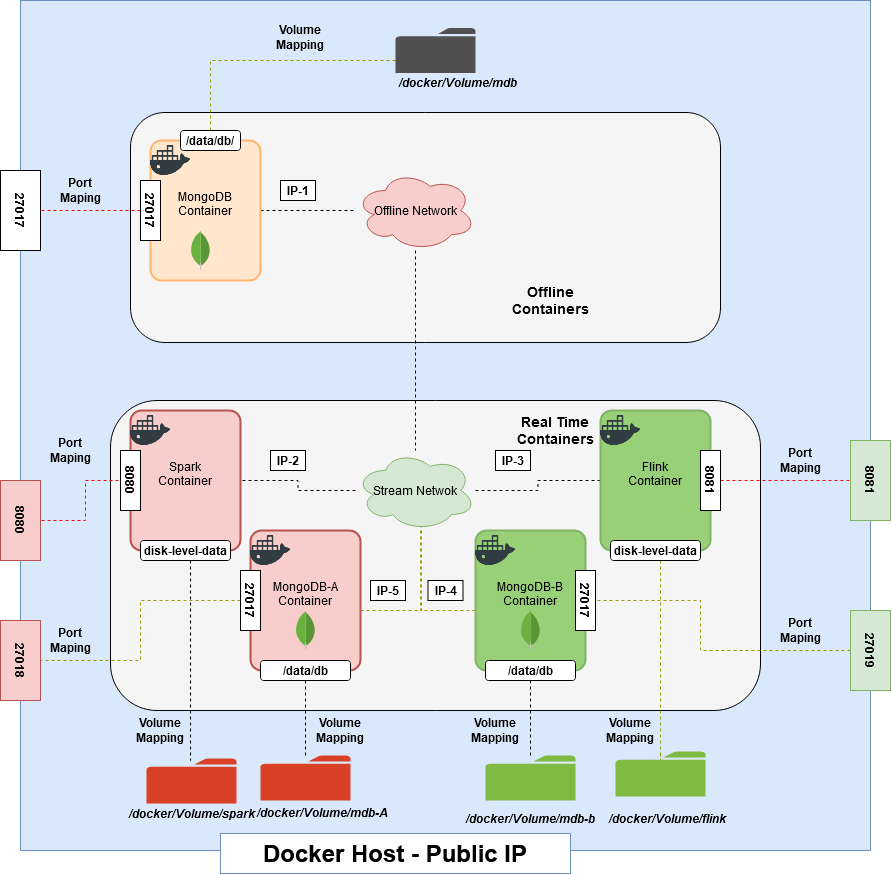 Volume
Mapping
/docker/Volume/mdb
/data/db/
Port
Maping
27017
27017
MongoDB
Container
IP-1
Offline Network
Offline
Containers
Real Time
Containers
Port
Maping
8080
8080
Spark
Container
disk-level-data
IP-2
Stream Netwok
IP-3
Flink
Container
8081
disk-level-data
Port
Maping
8081
Port
Maping
27018
27017
MongoDB-A
Container
/data/db
IP-5
IP-4
MongoDB-B
Container
27017
/data/db
Port
Maping
27019
Volume
Mapping
Volume
Mapping
Volume
Mapping
Volume
Mapping
/docker/Volume/spark
/docker/Volume/mdb-A
/docker/Volume/mdb-b
/docker/Volume/flink
Docker Host - Public IP